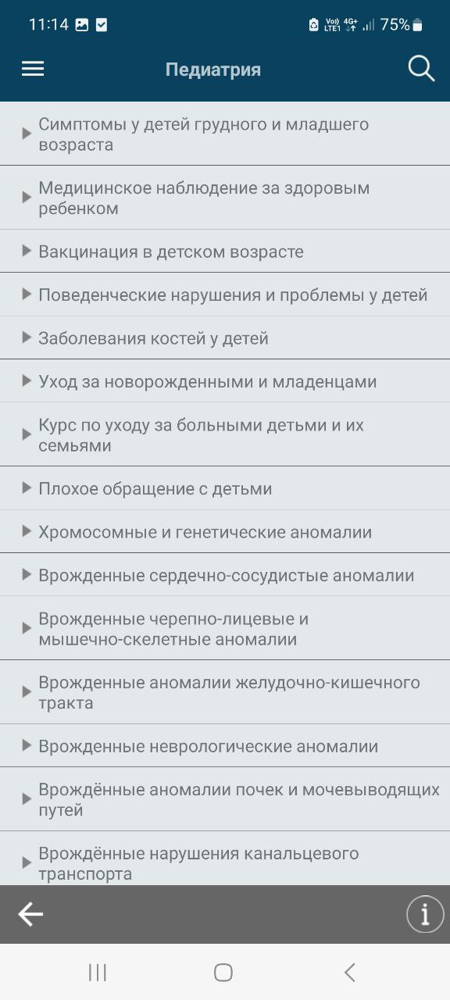 11:14
Vo)) 4G+
LTE1
75%
Педиатрия
Симптомы у детей грудного и младшего
возраста
Медицинское наблюдение за здоровым
ребенком
Вакцинация в детском возрасте
Поведенческие нарушения и проблемы у детей
Заболевания костей у детей
Уход за новорожденными и младенцами
Курс по уходу за больными детьми и их
семьями
Плохое обращение с детьми
Хромосомные и генетические аномалии
Врожденные сердечно-сосудистые аномалии
Врожденные черепно-лицевые и
мышечно-скелетные аномалии
Врожденные аномалии желудочно-кишечного
тракта
Врожденные неврологические аномалии
Врождённые аномалии почек и мочевыводящих
путей
Врождённые нарушения канальцевого
транспорта